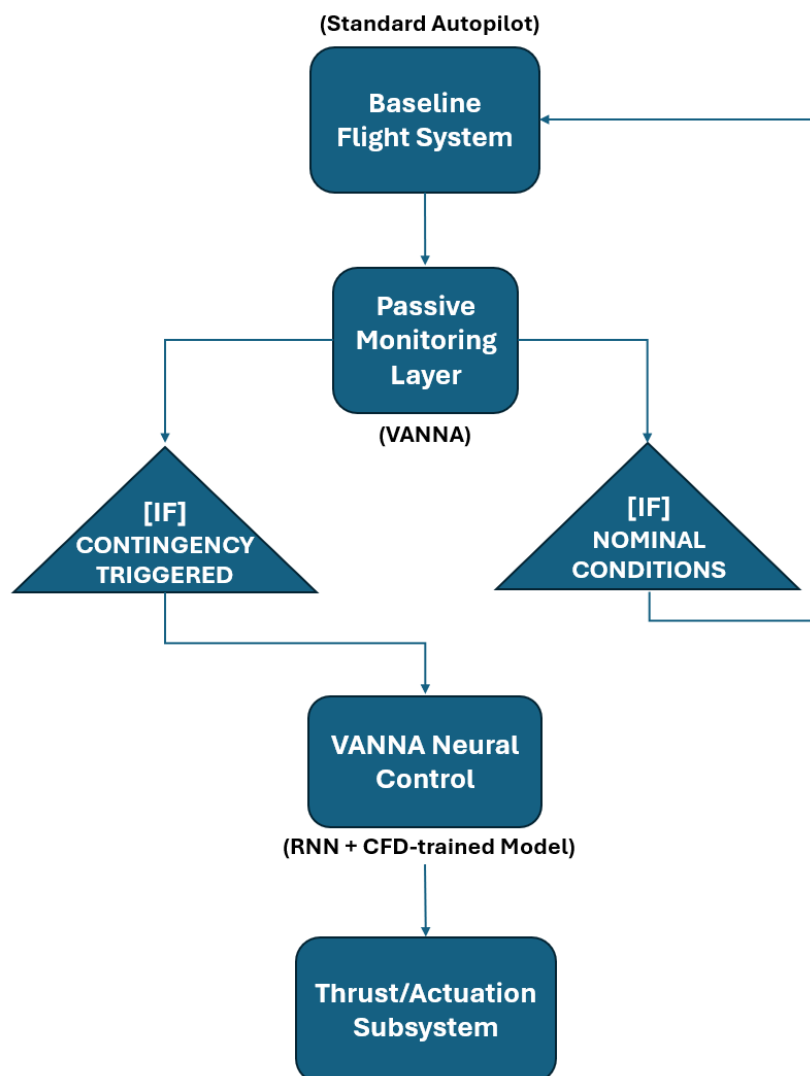 (Standard Autopilot)
Baseline
Flight System
Passive
Monitoring
Layer
(VANNA)
[IF]
CONTINGENCY
TRIGGERED
[IF]
NOMINAL
CONDITIONS
VANNA Neural
Control
(RNN + CFD-trained Model)
Thrust/Actuation
Subsystem